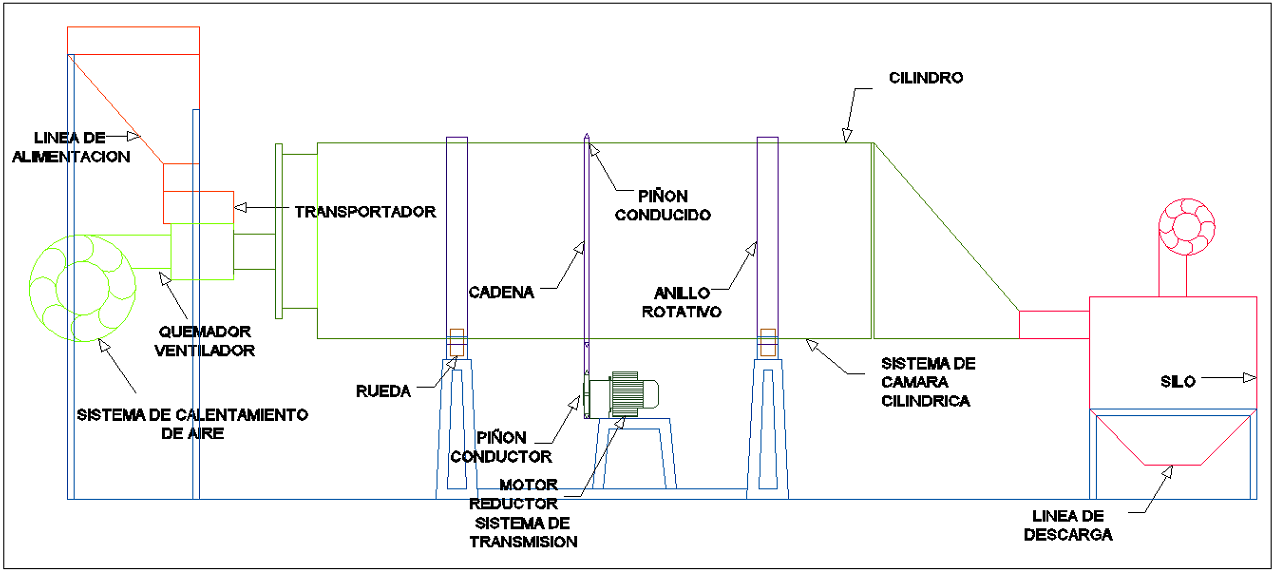 CILINDRO
LINEA DE
ALIMENTACION
PIÑON
CONDUCIDO
TRANSPORTADOR
CADENA
ANILLO
ROTATIVO
QUEMADOR
VENTILADOR
SISTEMA DE
CAMARA
CILINDRICA
SILO
RUEDA
SISTEMA DE CALENTAMIENTO
DE AIRE
PIÑON
CONDUCTOR
MOTOR
REDUCTOR
SISTEMA DE
TRANSMISION
LINEA DE
DESCARGA